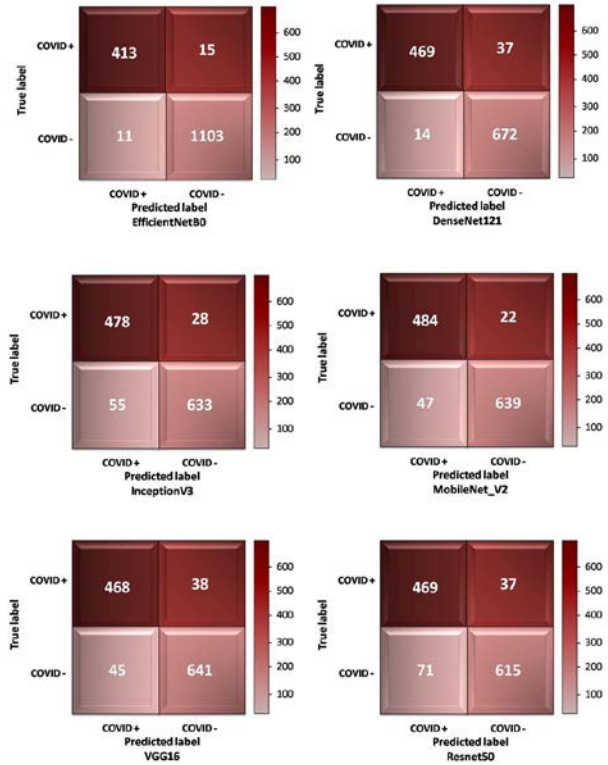 COVID +
413
15
600
500
400
300
200
100
True label
COVID -
11
1103
COVID +
COVID -
Predicted label
EfficientNetB0
COVID +
469
37
600
500
400
300
200
100
True label
COVID -
14
672
COVID +
COVID -
Predicted label
DenseNet121
COVID +
478
28
600
500
400
300
200
100
True label
COVID -
55
633
COVID +
COVID -
Predicted label
InceptionV3
COVID +
484
22
600
500
400
300
200
100
True label
COVID -
47
639
COVID +
COVID -
Predicted label
MobileNet_V2
COVID +
468
38
600
500
400
300
200
100
True label
COVID -
45
641
COVID +
COVID -
Predicted label
VGG16
COVID +
469
37
600
500
400
300
200
100
True label
COVID -
71
615
COVID +
COVID -
Predicted label
Resnet50